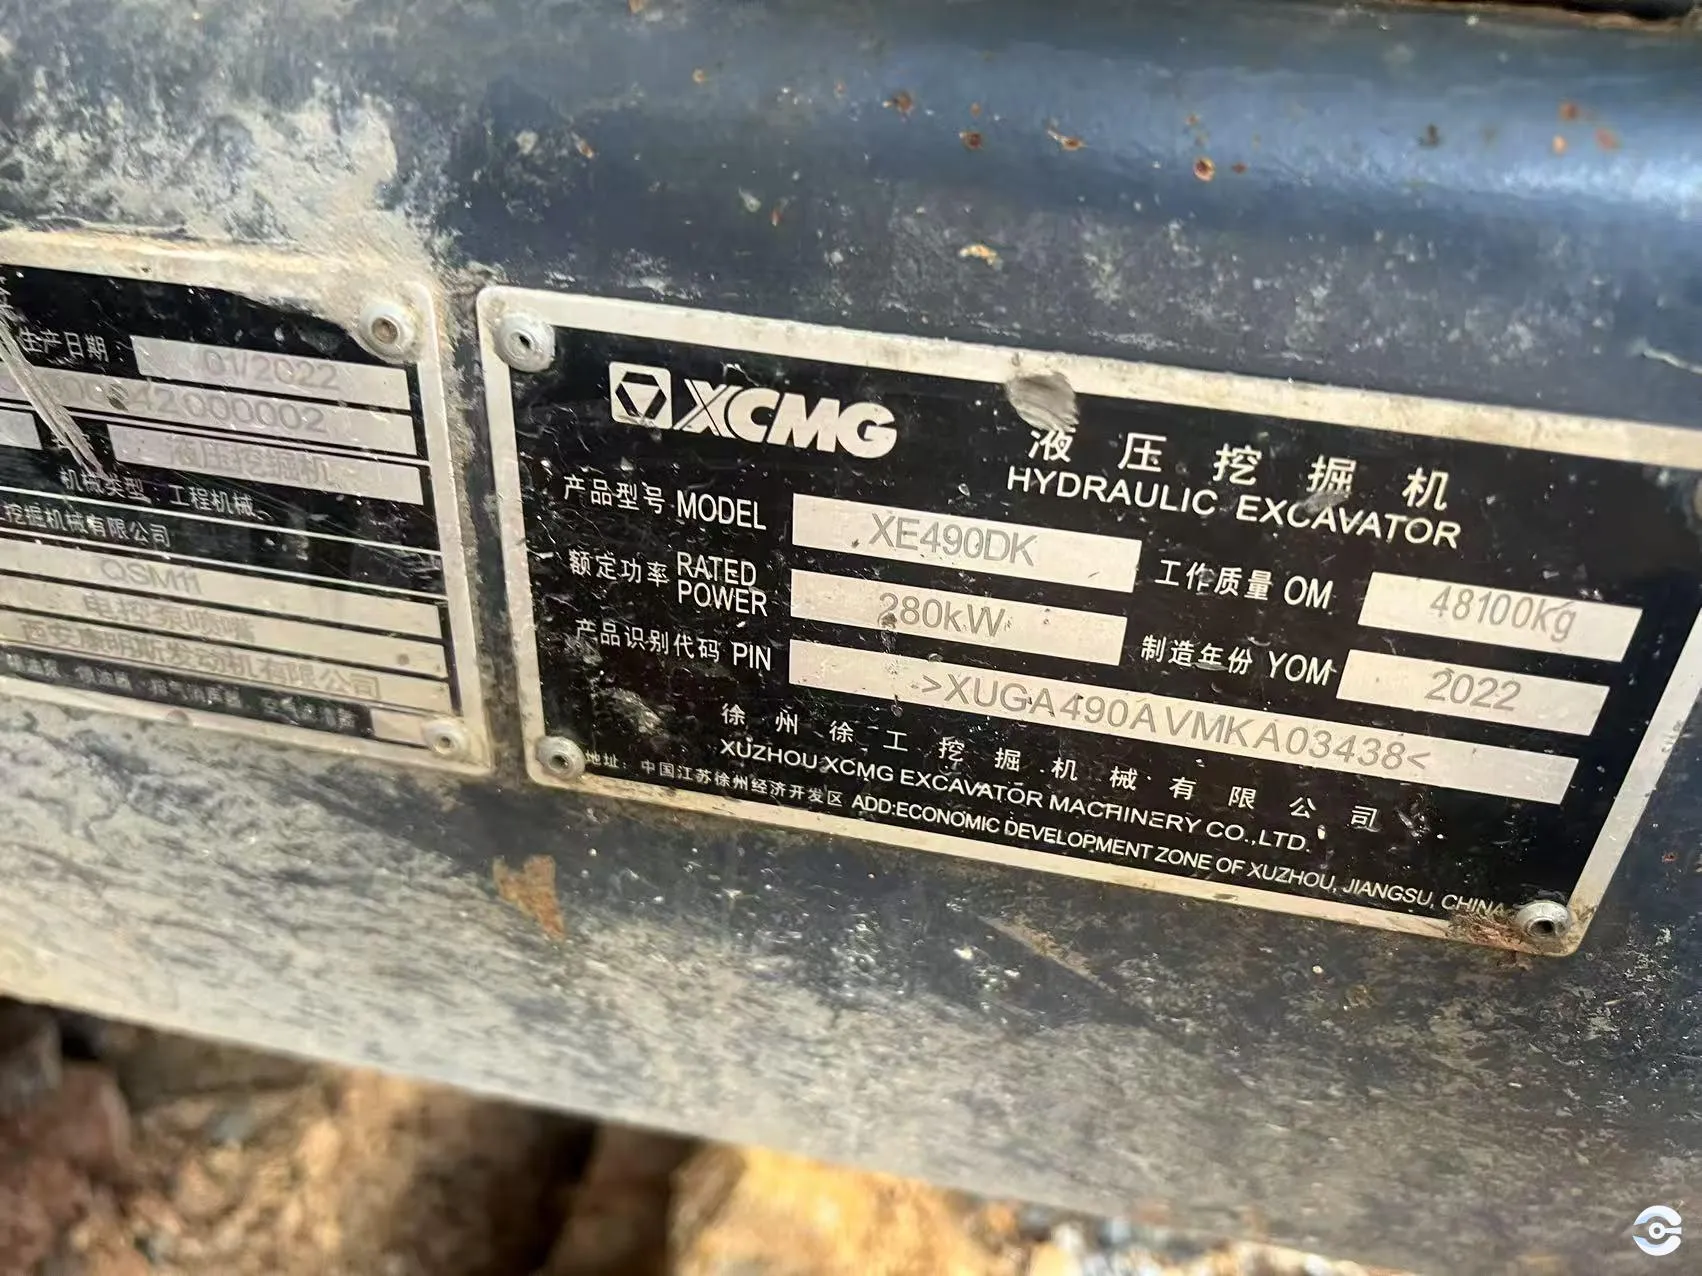 生产日期 01/2022
000002
液压挖掘机
机械类型 工程机械
挖掘机械有限公司
QSM11
电控泵喷嘴
西安康明斯发动机有限公司
XCMG
液压挖掘机
HYDRAULIC EXCAVATOR
产品型号 MODEL XE490DK
工作质量 OM 48100kg
额定功率 RATED POWER 280kW
制造年份 YOM 2022
产品识别代码 PIN >XUGA490AVMKA03438<
徐州徐工挖掘机械有限公司
XUZHOU XCMG EXCAVATOR MACHINERY CO.,LTD.
地址：中国江苏徐州经济开发区 ADD:ECONOMIC DEVELOPMENT ZONE OF XUZHOU, JIANGSU, CHINA